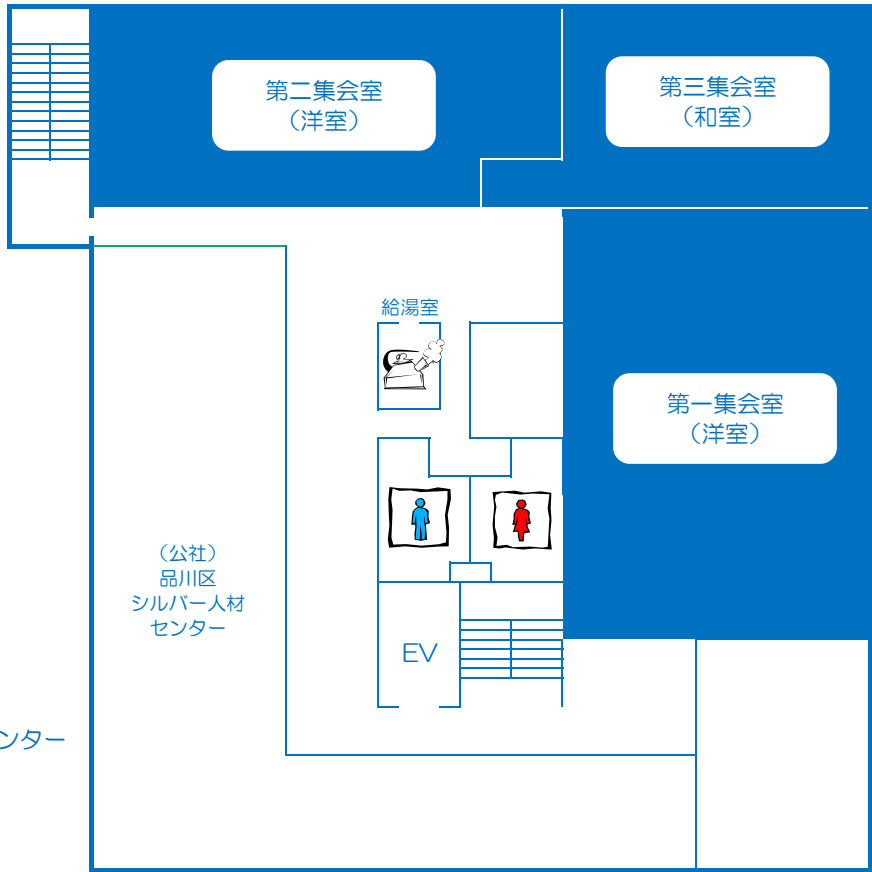 第二集会室
（洋室）
第三集会室
（和室）
給湯室
第一集会室
（洋室）
（公社）
品川区
シルバー人材
センター
EV
ンター